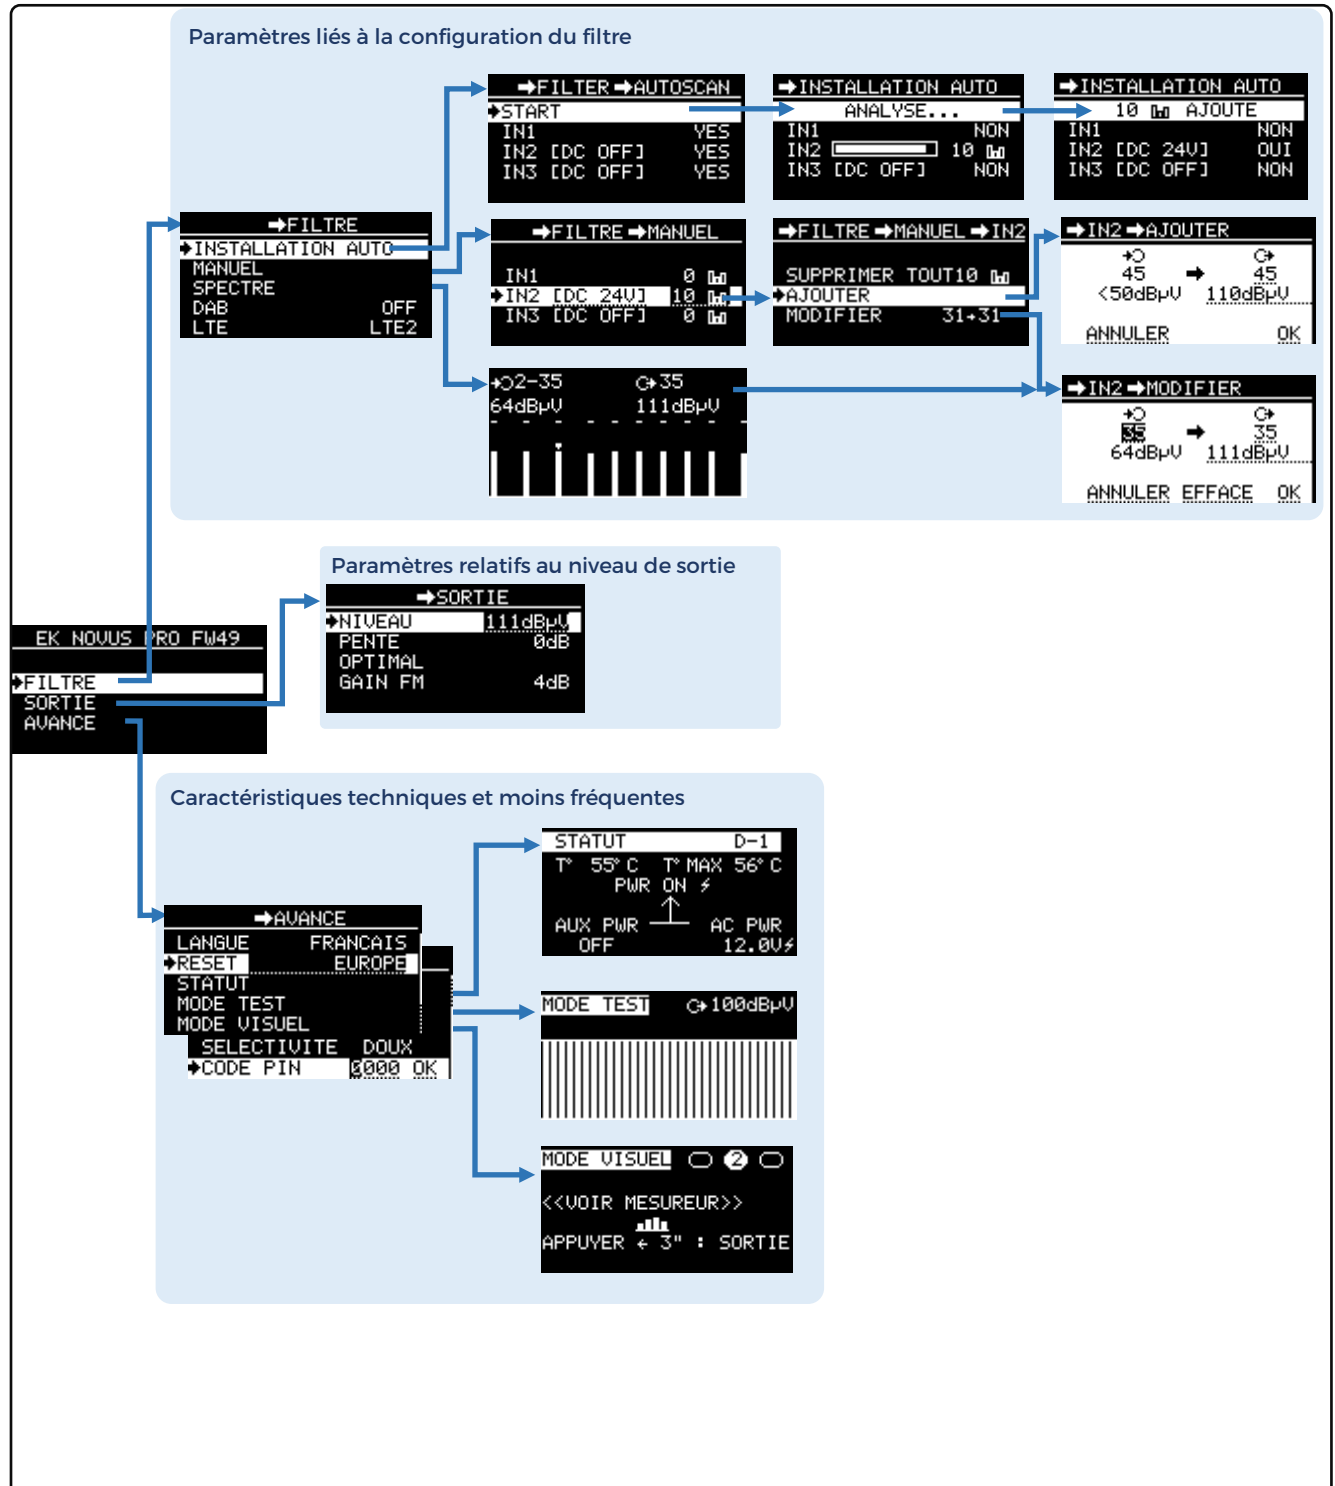 Paramètres liés à la configuration du filtre
➡FILTER ➡AUTOSCAN
➡START
IN1 YES
IN2 [DC OFF] YES
IN3 [DC OFF] YES
➡INSTALLATION AUTO
ANALYSE...
IN1 NON
IN2 10
IN3 [DC OFF] NON
➡INSTALLATION AUTO
10 AJOUTE
IN1 NON
IN2 [DC 24V] OUI
IN3 [DC OFF] NON
➡FILTRE
➡INSTALLATION AUTO
MANUEL
SPECTRE
DAB OFF
LTE LTE2
➡FILTRE ➡MANUEL
IN1 0
➡IN2 [DC 24V] 10
IN3 [DC OFF] 0
➡FILTRE ➡MANUEL ➡IN2
SUPPRIMER TOUT10
➡AJOUTER
MODIFIER 31→31
➡IN2 ➡AJOUTER
45 ➡ 45
<50dBµV 110dBµV
ANNULER OK
2-35 35
64dBµV 111dBµV
➡IN2 ➡MODIFIER
35 ➡ 35
64dBµV 111dBµV
ANNULER EFFACE OK
Paramètres relatifs au niveau de sortie
➡SORTIE
➡NIVEAU 111dBµV
PENTE 0dB
OPTIMAL
GAIN FM 4dB
EK NOVUS PRO FW49
➡FILTRE
SORTIE
AVANCE
Caractéristiques techniques et moins fréquentes
➡AVANCE
LANGUE FRANCAIS
➡RESET EUROPE
STATUT
MODE TEST
MODE VISUEL
SELECTIVITE DOUX
➡CODE PIN 0000 OK
STATUT D-1
T° 55°C T°MAX 56°C
PWR ON ⚡
AUX PWR AC PWR
OFF 12.0V⚡
MODE TEST 100dBµV
MODE VISUEL 2
<<VOIR MESUREUR>>
APPUYER ← 3" : SORTIE